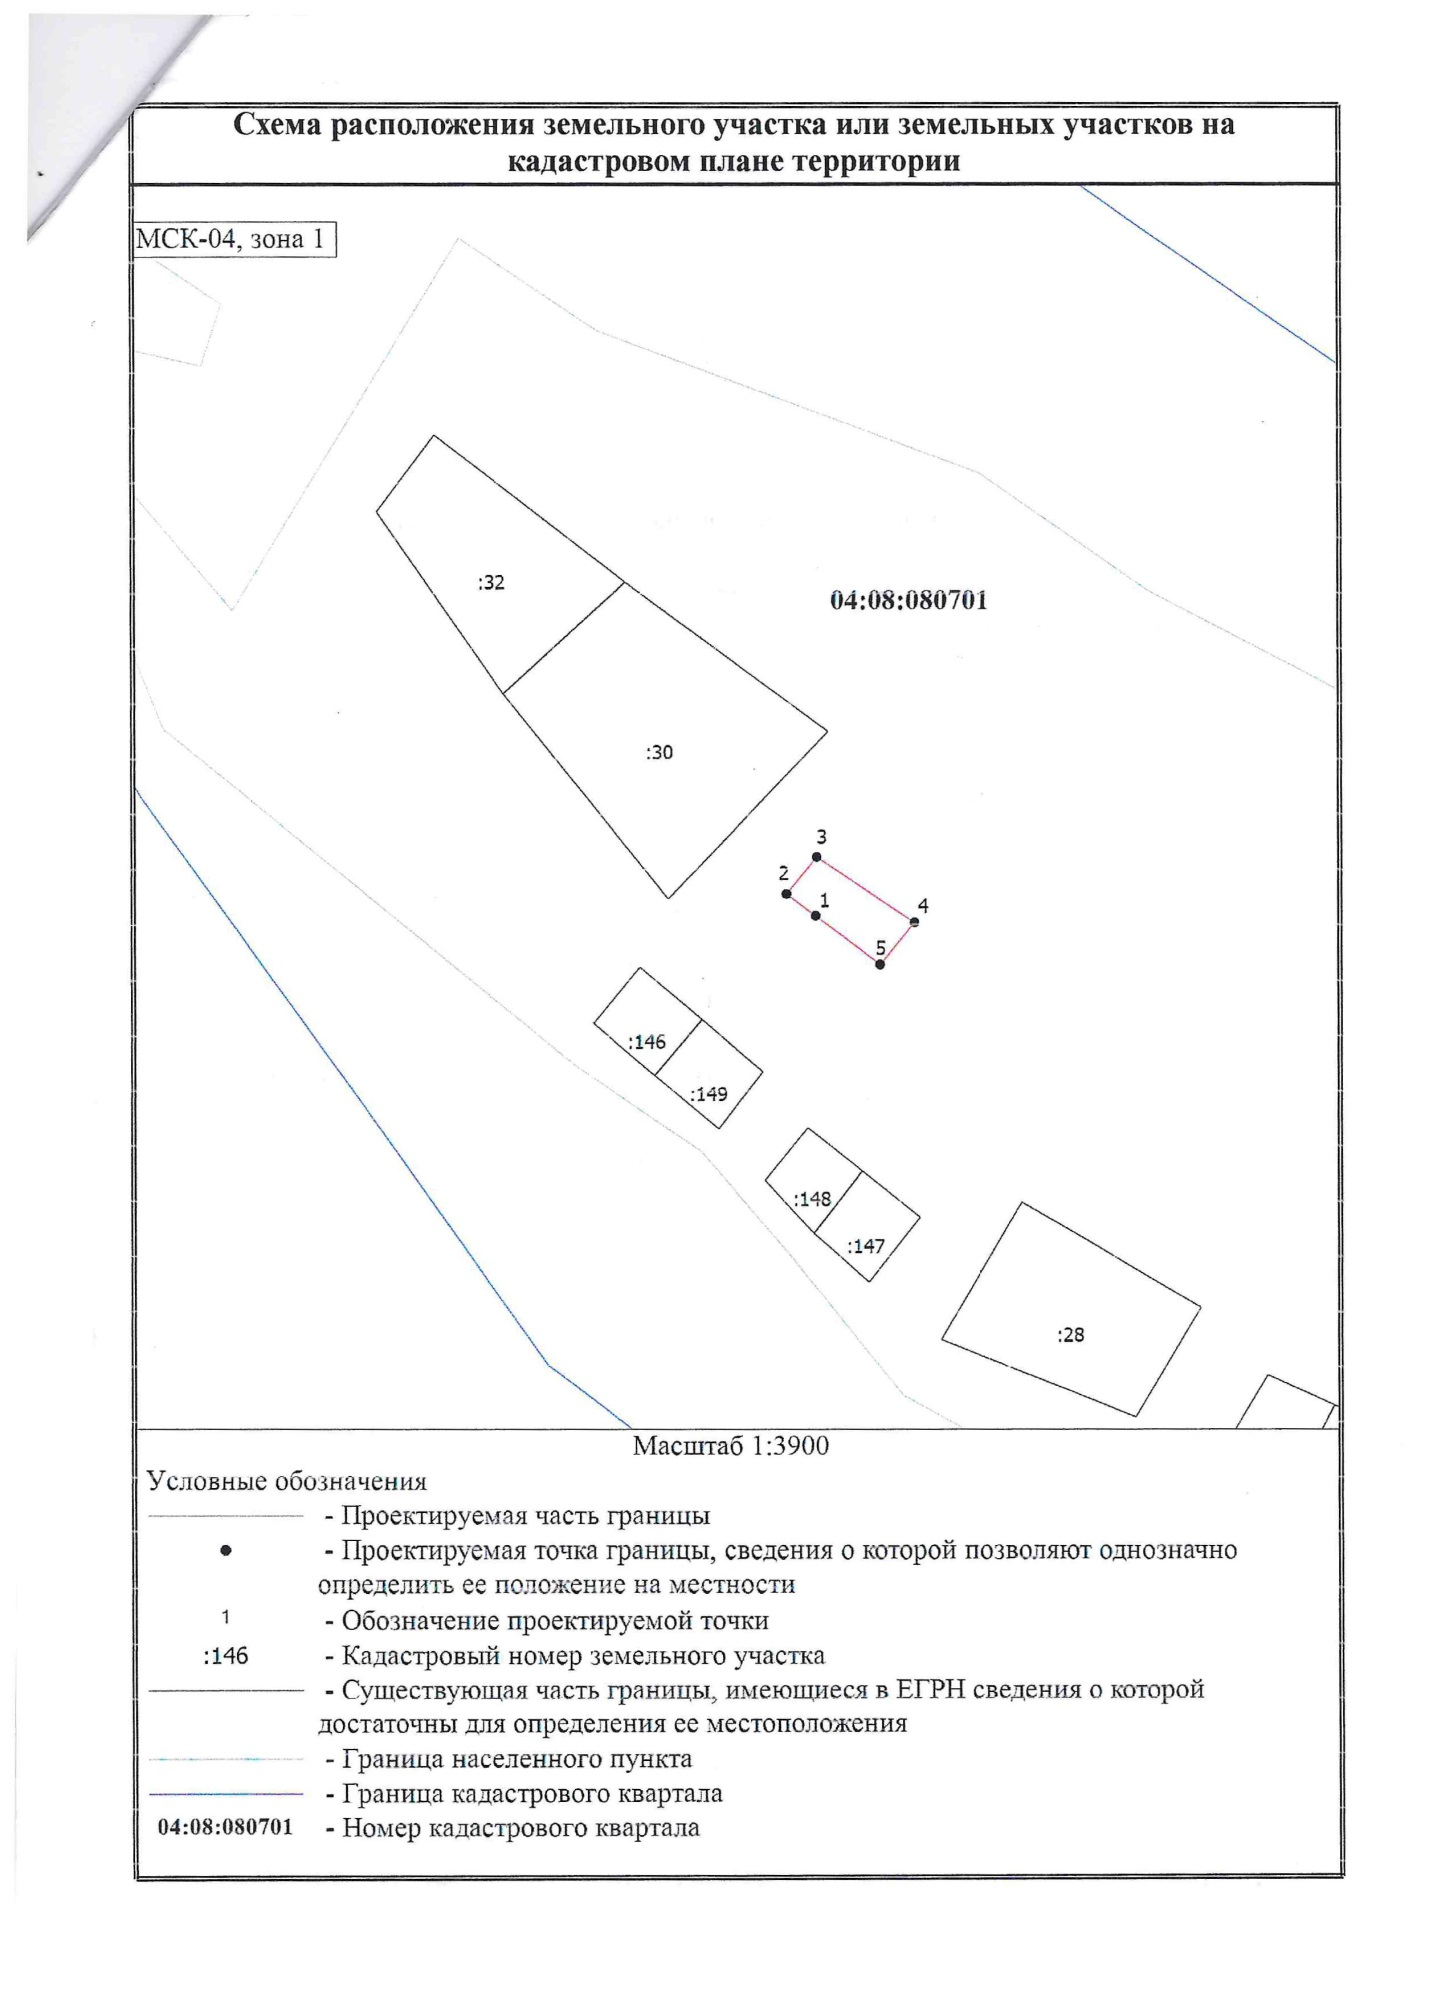 Схема расположения земельного участка или земельных участков на
кадастровом плане территории
МСК-04, зона 1
:32
04:08:080701
:30
3
2
1
4
5
:146
:149
:148
:147
:28
Масштаб 1:3900
Условные обозначения
- Проектируемая часть границы
- Проектируемая точка границы, сведения о которой позволяют однозначно
определить ее положение на местности
1 - Обозначение проектируемой точки
:146 - Кадастровый номер земельного участка
- Существующая часть границы, имеющиеся в ЕГРН сведения о которой
достаточны для определения ее местоположения
- Граница населенного пункта
- Граница кадастрового квартала
04:08:080701 - Номер кадастрового квартала